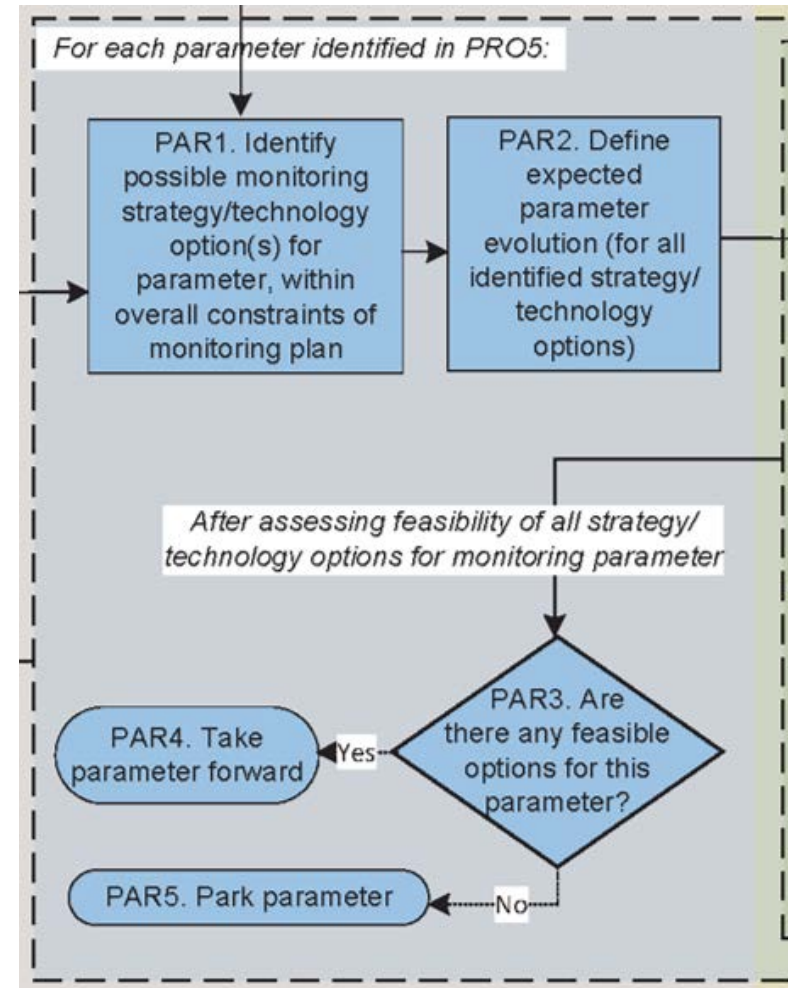 For each parameter identified in PRO5:
PAR1. Identify
possible monitoring
strategy/technology
option(s) for
parameter, within
overall constraints of
monitoring plan
PAR2. Define
expected
parameter
evolution (for all
identified strategy/
technology
options)
After assessing feasibility of all strategy/
technology options for monitoring parameter
PAR3. Are
there any feasible
options for this
parameter?
Yes
PAR4. Take
parameter forward
No
PAR5. Park parameter